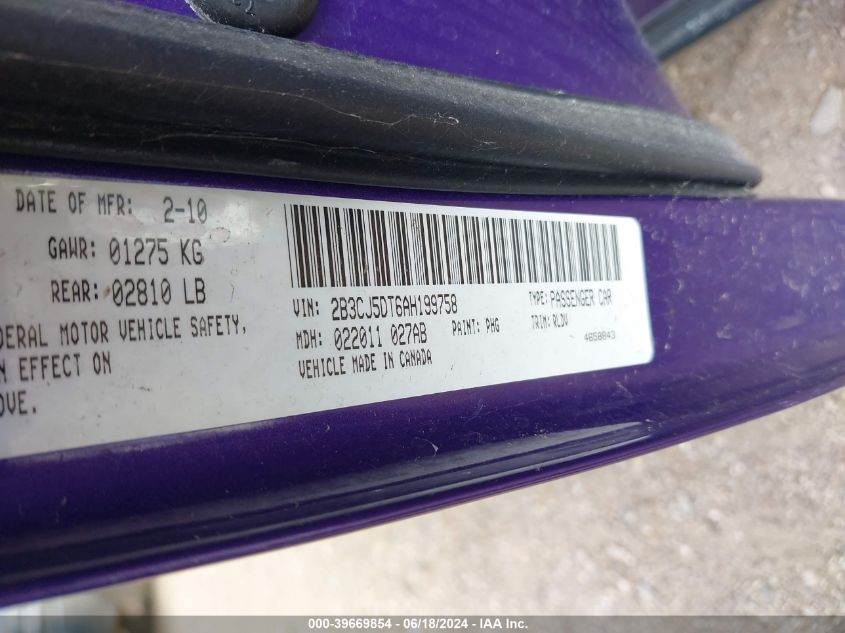 DATE OF MFR: 2-10
GAWR: 01275 KG
REAR: 02810 LB
DERAL MOTOR VEHICLE SAFETY,
N EFFECT ON
OVE.
VIN: 2B3CJ5DT6AH199758
TYPE: PASSENGER CAR
MDH: 022011 027AB
PAINT: PHG
TRIM: RLDV
VEHICLE MADE IN CANADA
4658843
000-39669854 - 06/18/2024 - IAA Inc.